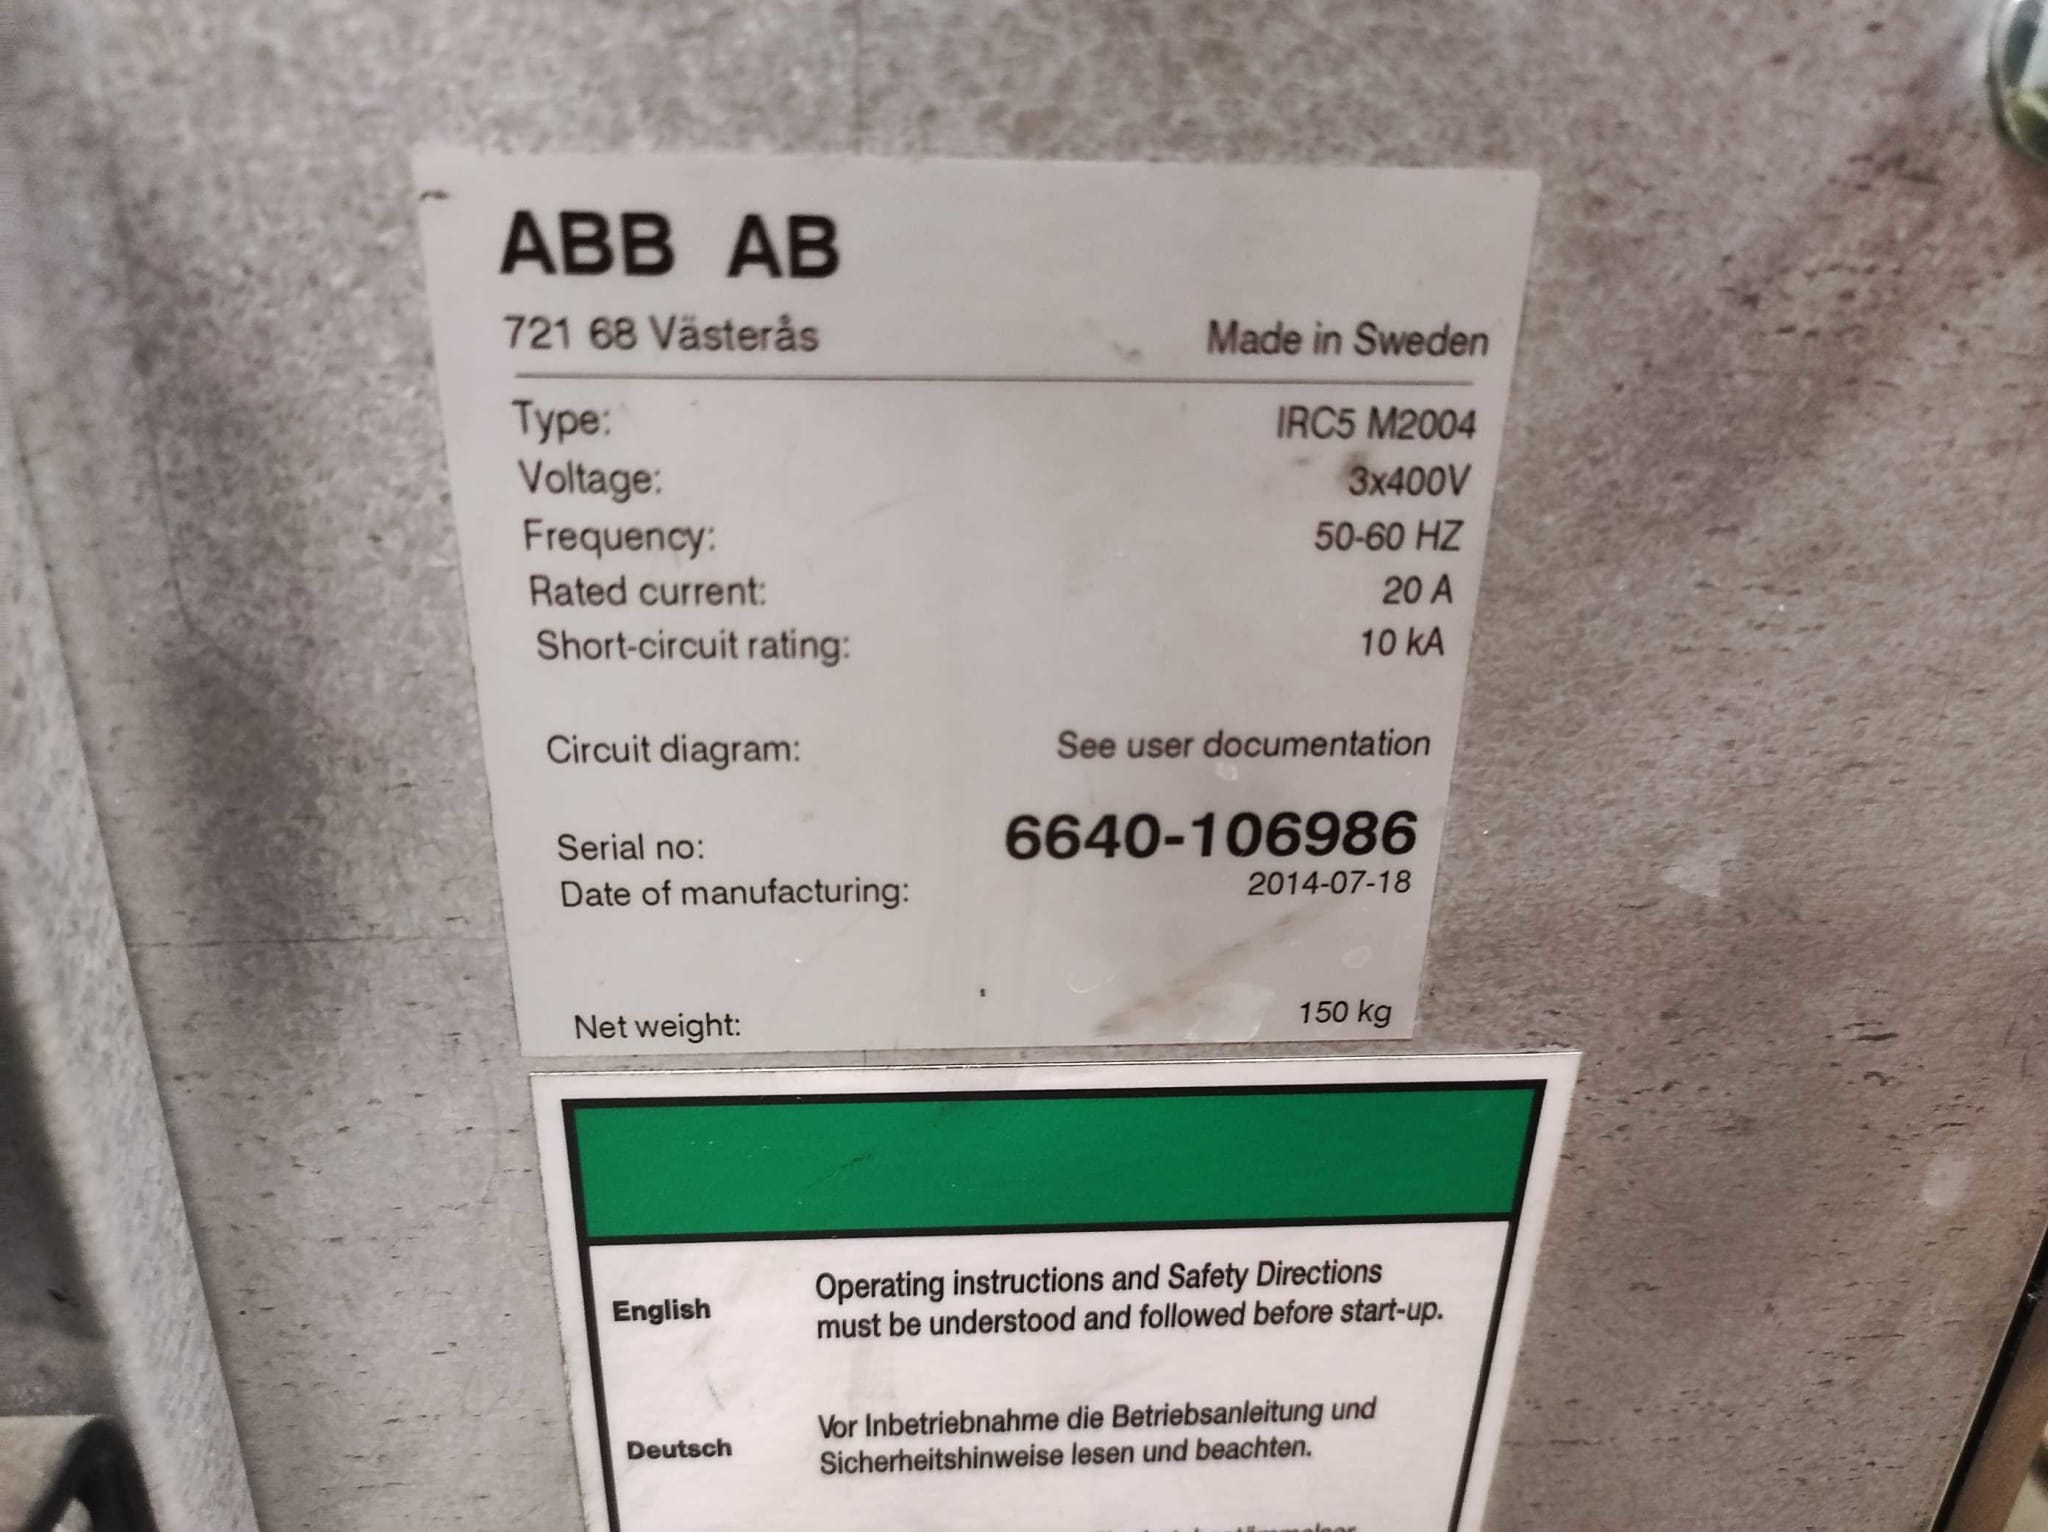 ABB AB
721 68 Västerås Made in Sweden
Type: IRC5 M2004
Voltage: 3x400V
Frequency: 50-60 HZ
Rated current: 20 A
Short-circuit rating: 10 kA
Circuit diagram: See user documentation
Serial no: 6640-106986
Date of manufacturing: 2014-07-18
Net weight: 150 kg
English Operating instructions and Safety Directions
must be understood and followed before start-up.
Deutsch Vor Inbetriebnahme die Betriebsanleitung und
Sicherheitshinweise lesen und beachten.